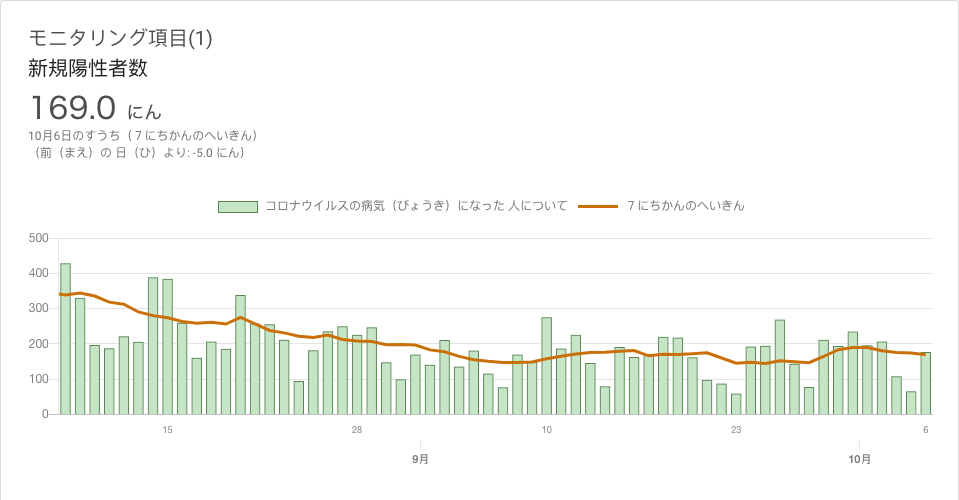 モニタリング項目(1)
新規陽性者数
169.0 にん
10月6日のすうち（７にちかんのへいきん）
（前（まえ）の 日（ひ）より: -5.0 にん）
コロナウイルスの病気（びょうき）になった 人について ７にちかんのへいきん
500
400
300
200
100
0
15 28 10 23 6
9月 10月